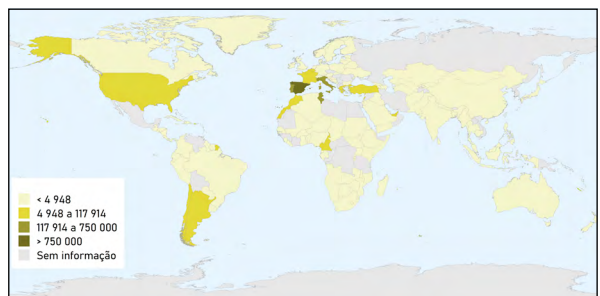 < 4 948
4 948 a 117 914
117 914 a 750 000
> 750 000
Sem informação